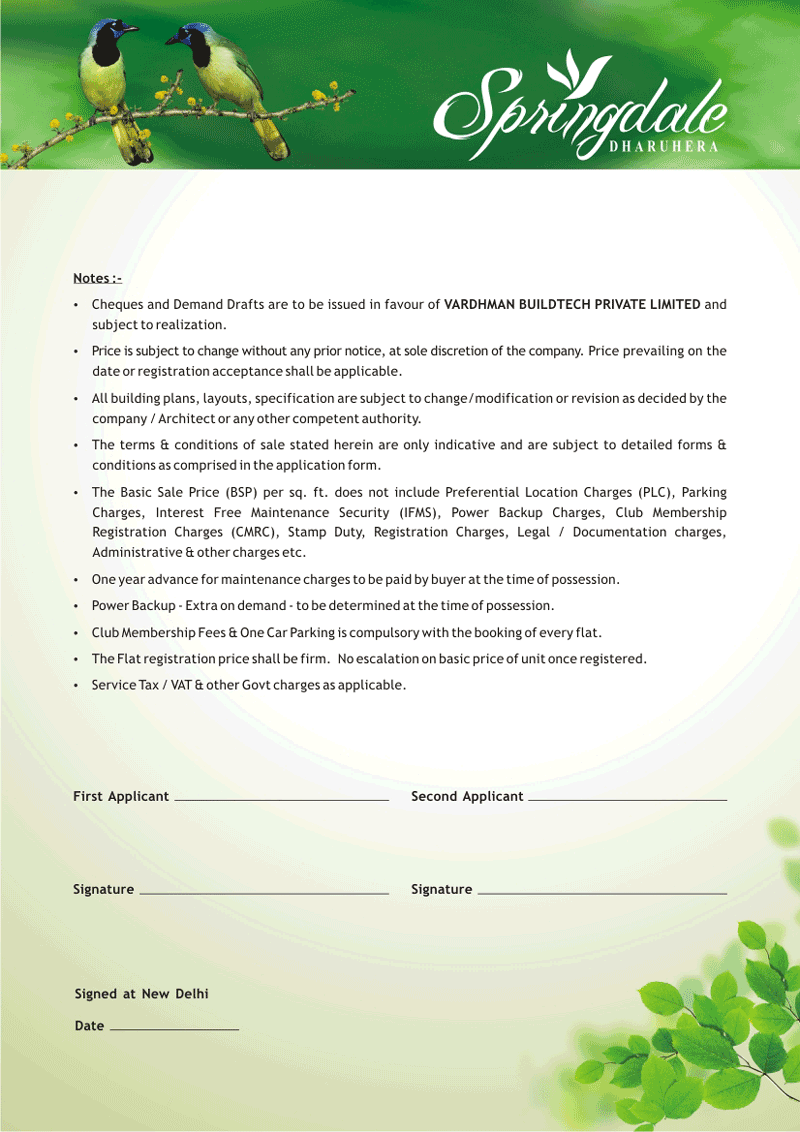 Springdale
DHARUHERA
Notes :-
• Cheques and Demand Drafts are to be issued in favour of VARDHMAN BUILDTECH PRIVATE LIMITED and
subject to realization.
• Price is subject to change without any prior notice, at sole discretion of the company. Price prevailing on the
date or registration acceptance shall be applicable.
• All building plans, layouts, specification are subject to change/modification or revision as decided by the
company / Architect or any other competent authority.
• The terms & conditions of sale stated herein are only indicative and are subject to detailed forms &
conditions as comprised in the application form.
• The Basic Sale Price (BSP) per sq. ft. does not include Preferential Location Charges (PLC), Parking
Charges, Interest Free Maintenance Security (IFMS), Power Backup Charges, Club Membership
Registration Charges (CMRC), Stamp Duty, Registration Charges, Legal / Documentation charges,
Administrative & other charges etc.
• One year advance for maintenance charges to be paid by buyer at the time of possession.
• Power Backup - Extra on demand - to be determined at the time of possession.
• Club Membership Fees & One Car Parking is compulsory with the booking of every flat.
• The Flat registration price shall be firm. No escalation on basic price of unit once registered.
• Service Tax / VAT & other Govt charges as applicable.
First Applicant Second Applicant
Signature Signature
Signed at New Delhi
Date